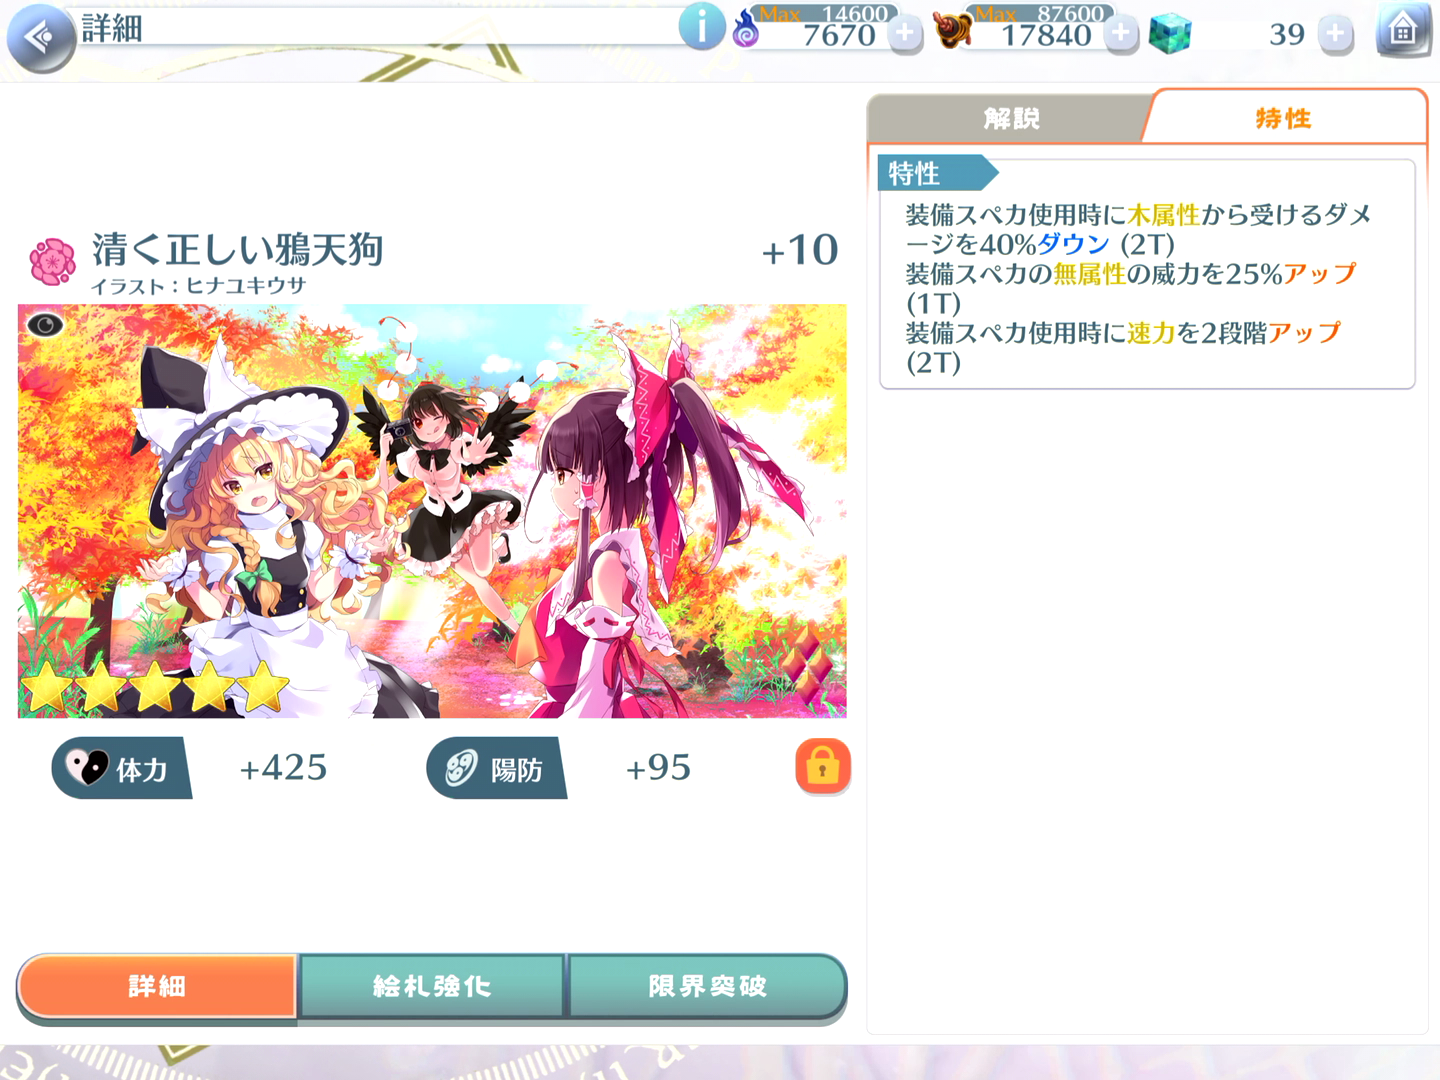 詳細
Max 14600
7670
Max 87600
17840
39
解説
特性
清く正しい鴉天狗
+10
イラスト：ヒナユキウサ
特性
装備スペカ使用時に木属性から受けるダメ
ージを40%ダウン (2T)
装備スペカの無属性の威力を25%アップ
(1T)
装備スペカ使用時に速力を2段階アップ
(2T)
体力
+425
陽防
+95
詳細
絵札強化
限界突破